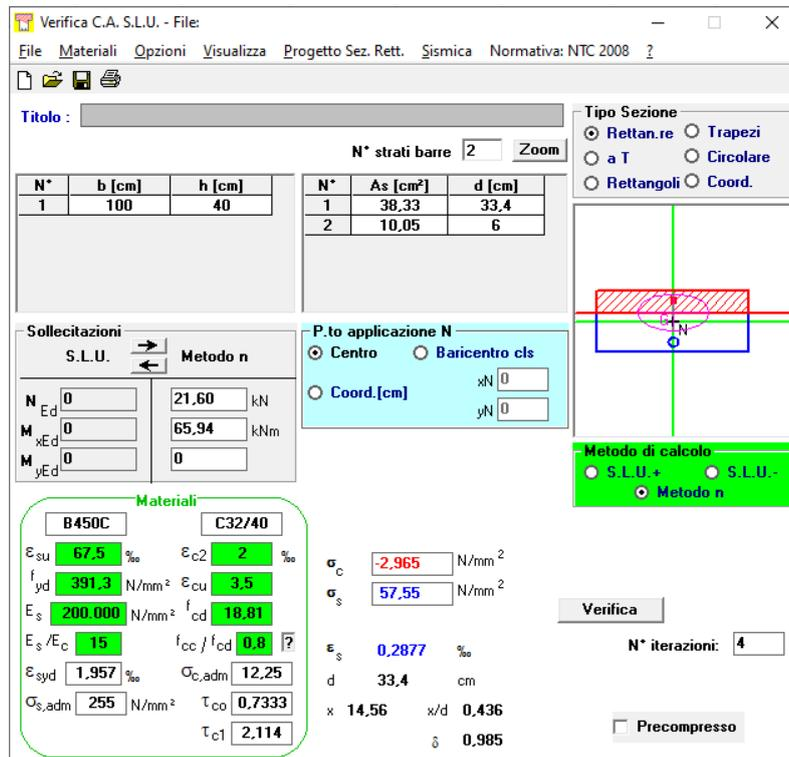 Verifica C.A. S.L.U. - File:
File Materiali Opzioni Visualizza Progetto Sez. Rett. Sismica Normativa: NTC 2008 ?
Titolo :
N° strati barre 2 Zoom
N° b [cm] h [cm]
1 100 40
N° As [cm²] d [cm]
1 38,33 33,4
2 10,05 6
Tipo Sezione
Rettan.re Trapezi
a T Circolare
Rettangoli Coord.
G N
Sollecitazioni
S.L.U. Metodo n
N Ed 0 21,60 kN
M xEd 0 65,94 kNm
M yEd 0 0
P.to applicazione N
Centro Baricentro cls
Coord.[cm] xN 0
yN 0
Metodo di calcolo
S.L.U.+ S.L.U.-
Metodo n
Materiali
B450C C32/40
εsu 67,5 ‰ εc2 2 ‰
fyd 391,3 N/mm² εcu 3,5
Es 200.000 N/mm² fcd 18,81
Es/Ec 15 fcc/fcd 0,8 ?
εsyd 1,957 ‰ σc,adm 12,25
σs,adm 255 N/mm² τco 0,7333
τc1 2,114
σc -2,965 N/mm²
σs 57,55 N/mm²
εs 0,2877 ‰
d 33,4 cm
x 14,56 x/d 0,436
δ 0,985
Verifica
N° iterazioni: 4
Precompresso